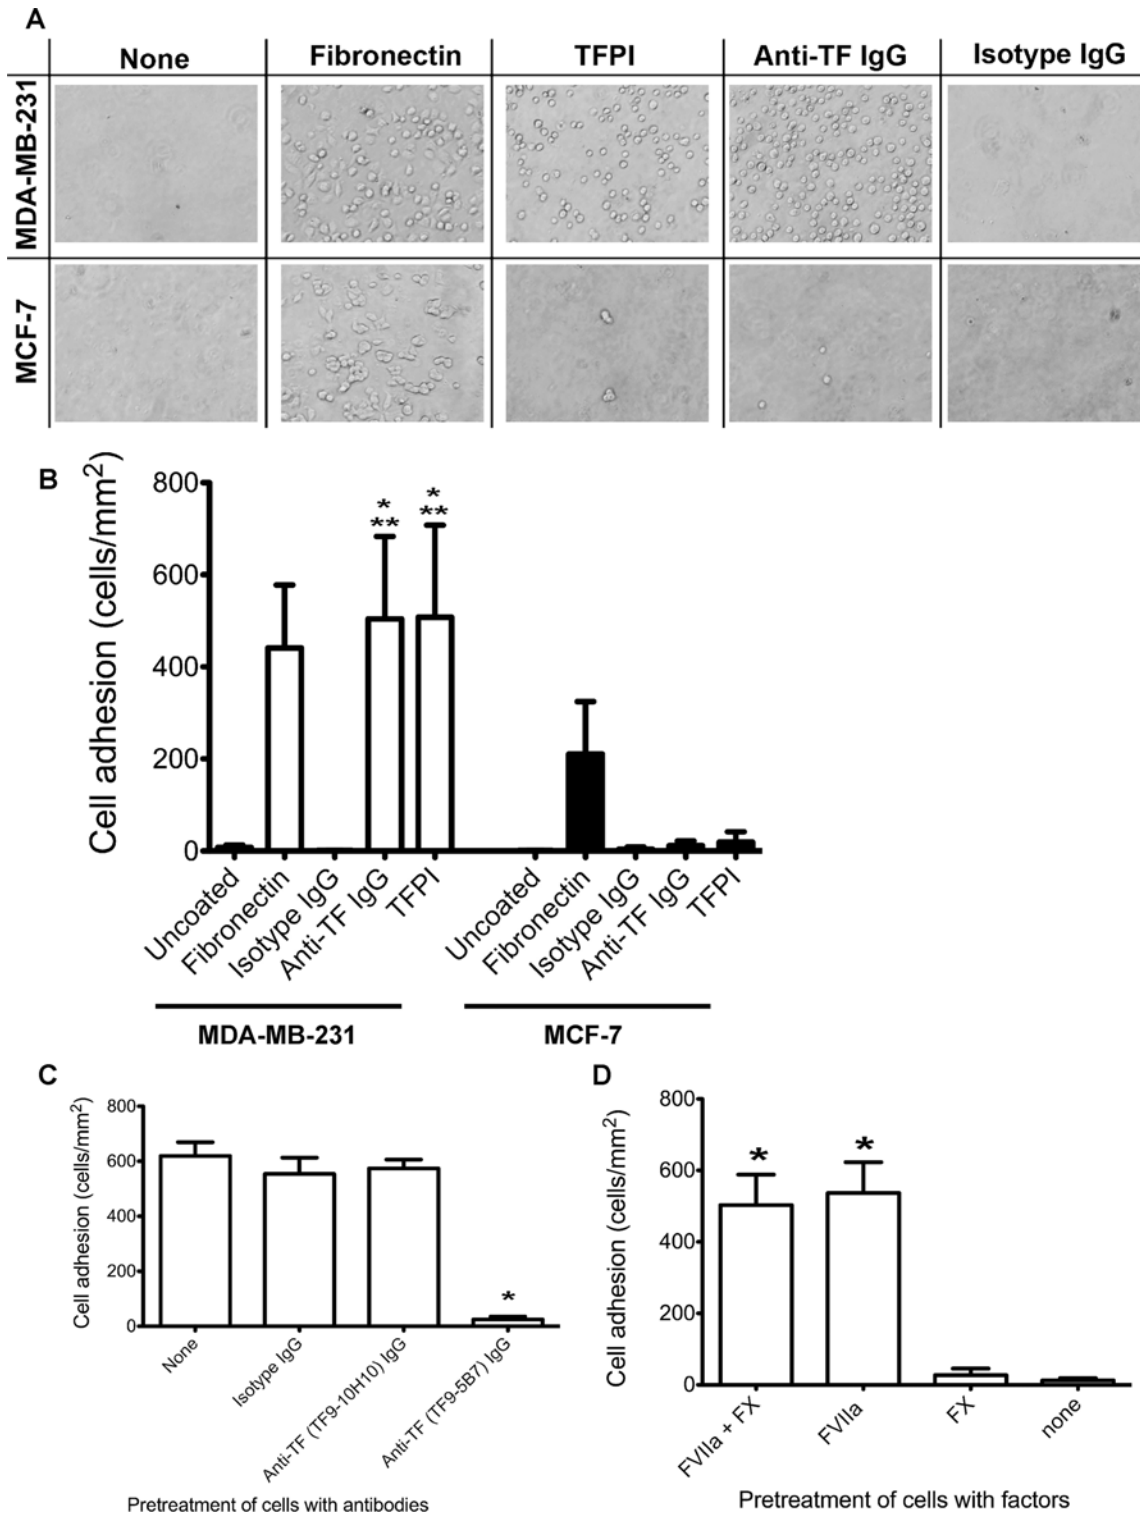 A
None Fibronectin TFPI Anti-TF IgG Isotype IgG
MDA-MB-231
MCF-7
B
Cell adhesion (cells/mm²)
800
600
400
200
0
* *
** **
Uncoated Fibronectin Isotype IgG Anti-TF IgG TFPI Uncoated Fibronectin Isotype IgG Anti-TF IgG TFPI
MDA-MB-231 MCF-7
C
Cell adhesion (cells/mm²)
800
600
400
200
0
*
None Isotype IgG Anti-TF (TF9-10H10) IgG Anti-TF (TF9-5B7) IgG
Pretreatment of cells with antibodies
D
Cell adhesion (cells/mm²)
800
600
400
200
0
* *
FVIIa + FX FVIIa FX none
Pretreatment of cells with factors